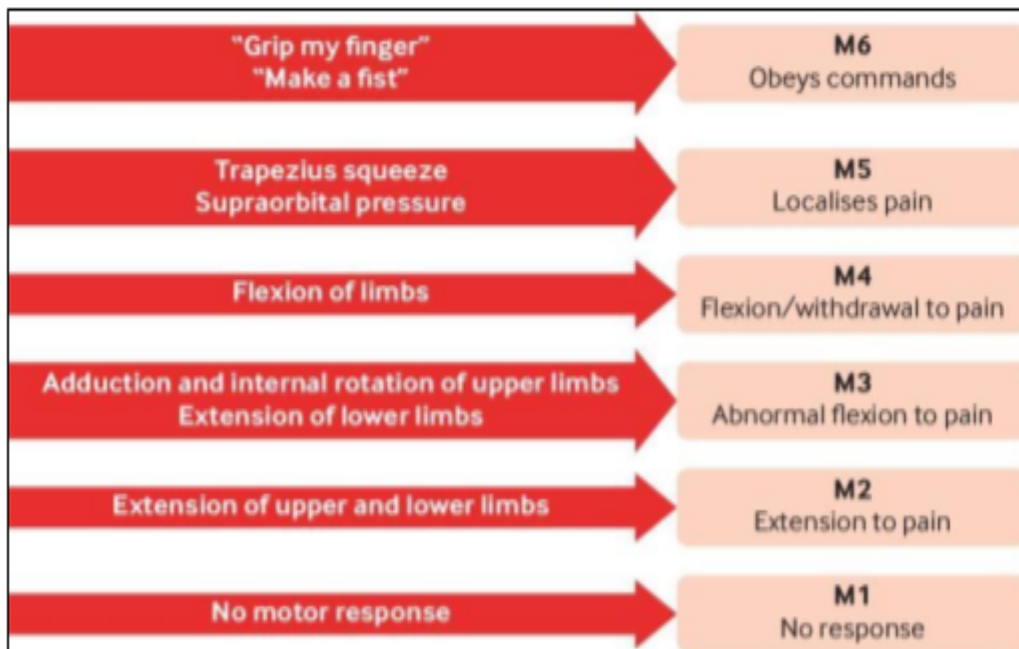 "Grip my finger"
"Make a fist"
M6
Obeys commands
Trapezius squeeze
Supraorbital pressure
M5
Localises pain
Flexion of limbs
M4
Flexion/withdrawal to pain
Adduction and internal rotation of upper limbs
Extension of lower limbs
M3
Abnormal flexion to pain
Extension of upper and lower limbs
M2
Extension to pain
No motor response
M1
No response